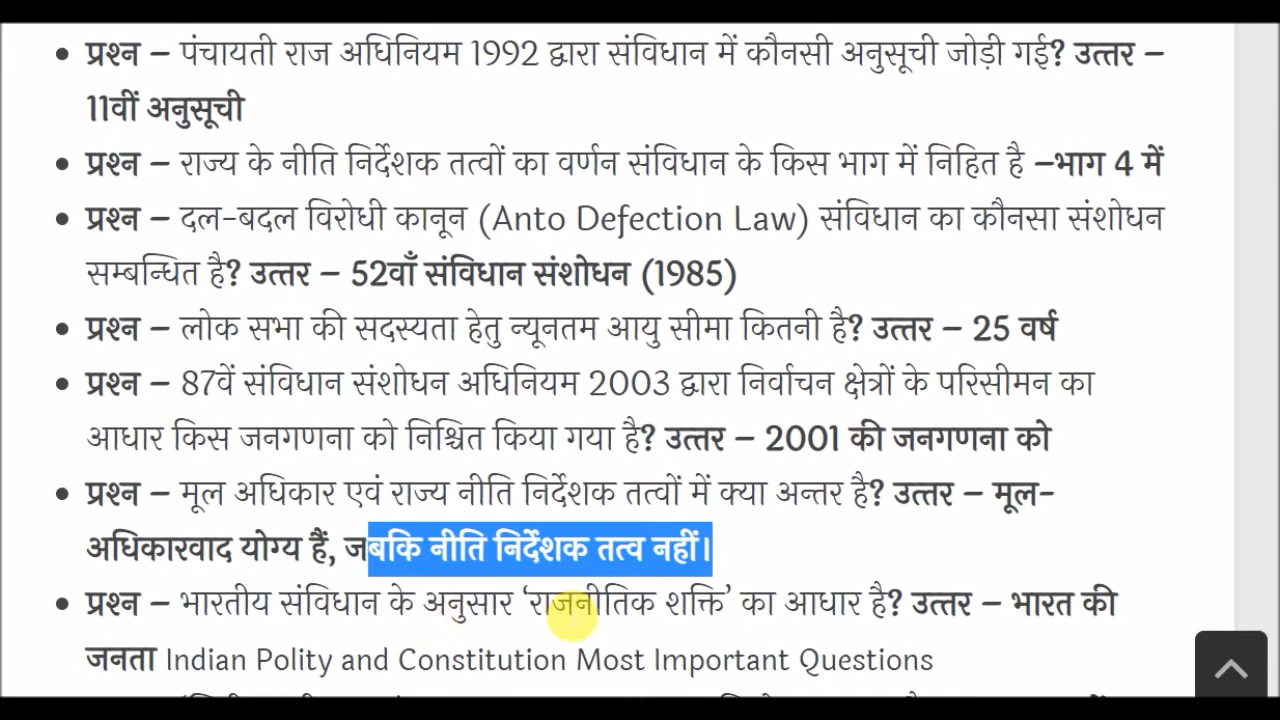 • प्रश्न – पंचायती राज अधिनियम 1992 द्वारा संविधान में कौनसी अनुसूची जोड़ी गई? उत्तर –
11वीं अनुसूची
• प्रश्न – राज्य के नीति निर्देशक तत्वों का वर्णन संविधान के किस भाग में निहित है –भाग 4 में
• प्रश्न – दल-बदल विरोधी कानून (Anto Defection Law) संविधान का कौनसा संशोधन
सम्बन्धित है? उत्तर – 52वाँ संविधान संशोधन (1985)
• प्रश्न – लोक सभा की सदस्यता हेतु न्यूनतम आयु सीमा कितनी है? उत्तर – 25 वर्ष
• प्रश्न – 87वें संविधान संशोधन अधिनियम 2003 द्वारा निर्वाचन क्षेत्रों के परिसीमन का
आधार किस जनगणना को निश्चित किया गया है? उत्तर – 2001 की जनगणना को
• प्रश्न – मूल अधिकार एवं राज्य नीति निर्देशक तत्वों में क्या अन्तर है? उत्तर – मूल-
अधिकारवाद योग्य हैं, जबकि नीति निर्देशक तत्व नहीं।
• प्रश्न – भारतीय संविधान के अनुसार ‘राजनीतिक शक्ति’ का आधार है? उत्तर – भारत की
जनता Indian Polity and Constitution Most Important Questions